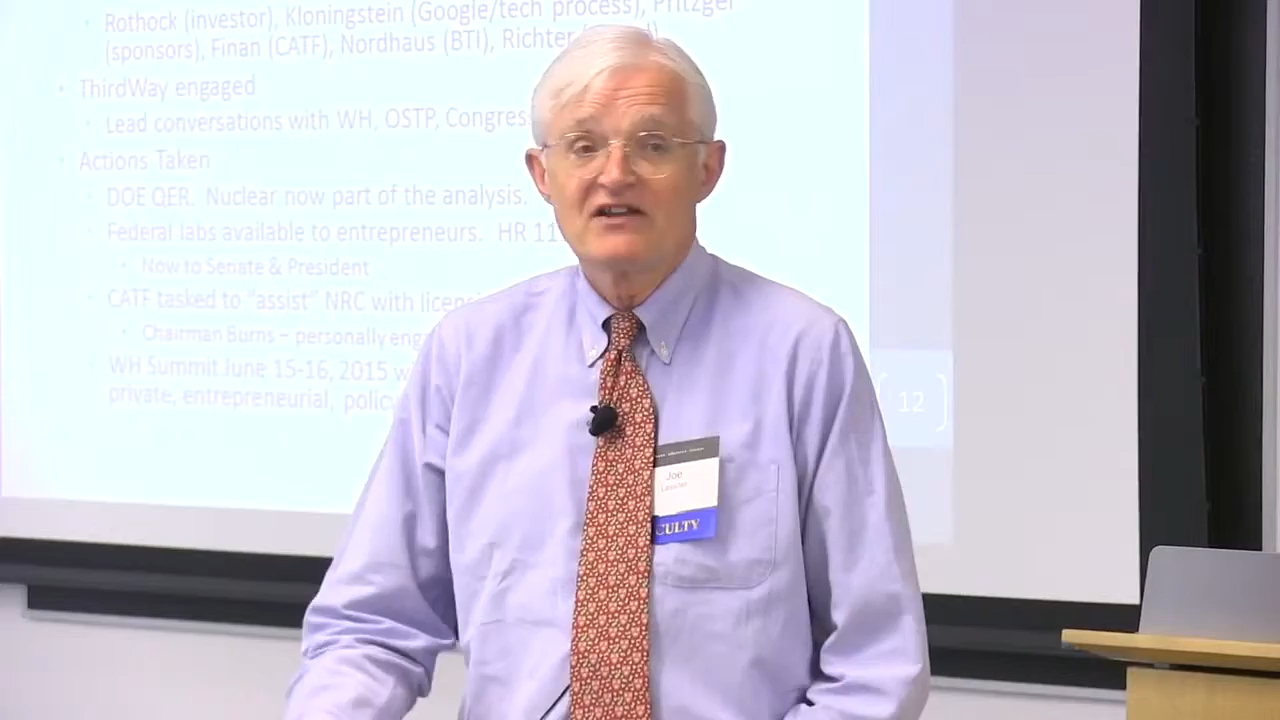 Rothock (investor), Kloningstein (Google/tech process), Pritzger
(sponsors), Finan (CATF), Nordhaus (BTI), Richter
• ThirdWay engaged
• Lead conversations with WH, OSTP, Congres
• Actions Taken
• DOE QER. Nuclear now part of the analysis.
• Federal labs available to entrepreneurs. HR 11
• Now to Senate & President
• CATF tasked to "assist" NRC with licens
• Chairman Burns – personally eng
• WH Summit June 15-16, 2015 w
private, entrepreneurial, polic
12
Joe
CULTY